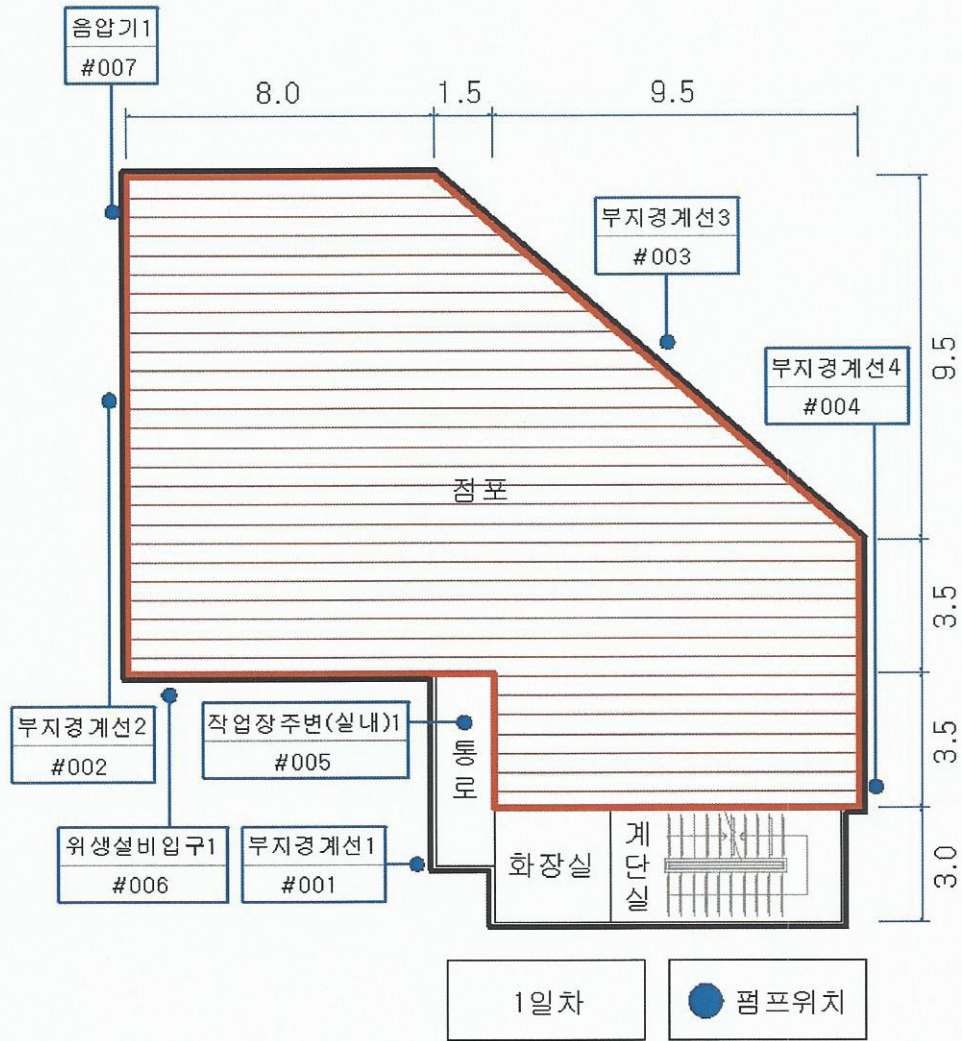 음압기1
#007
8.0
1.5
9.5
부지경계선3
#003
9.5
부지경계선4
#004
점포
3.5
부지경계선2
#002
작업장주변(실내)1
#005
통로
3.5
위생설비입구1
#006
부지경계선1
#001
화장실
계단실
3.0
1일차
펌프위치